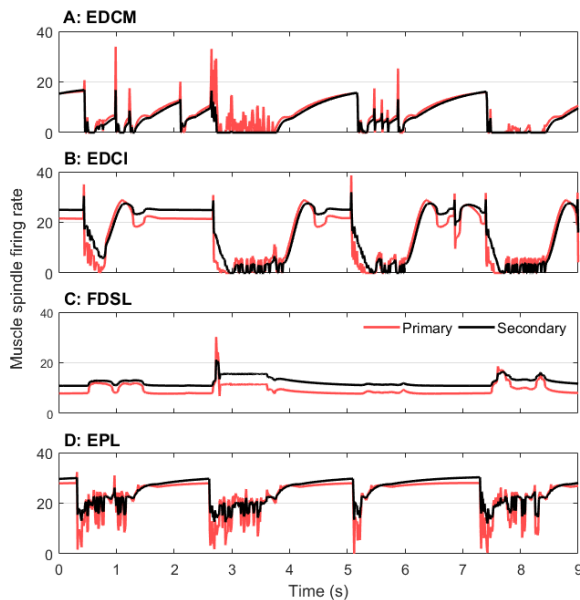 A: EDCM
40
20
0
B: EDCI
40
20
0
C: FDSL
40
20
0
Primary
Secondary
D: EPL
40
20
0
0 1 2 3 4 5 6 7 8 9
Time (s)
Muscle spindle firing rate